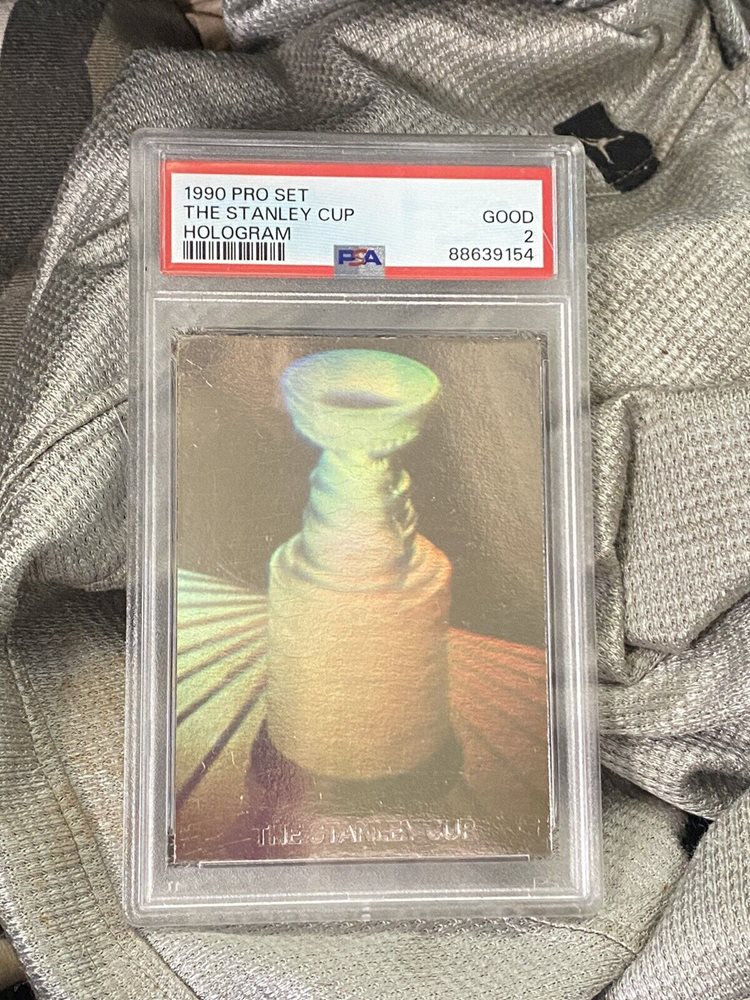 1990 PRO SET
THE STANLEY CUP GOOD
HOLOGRAM 2
88639154
PSA
THE STANLEY CUP